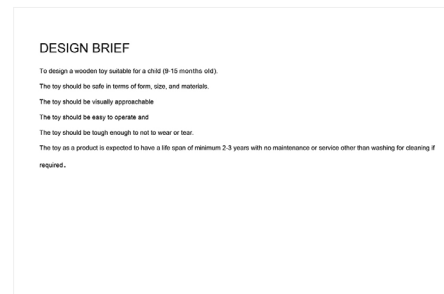 DESIGN BRIEF
To design a wooden toy suitable for a child (9-15 months old).
The toy should be safe in terms of form, size, and materials.
The toy should be visually approachable
The toy should be easy to operate and
The toy should be tough enough to not to wear or tear.
The toy as a product is expected to have a life span of minimum 2-3 years with no maintenance or service other than washing for cleaning if
required.